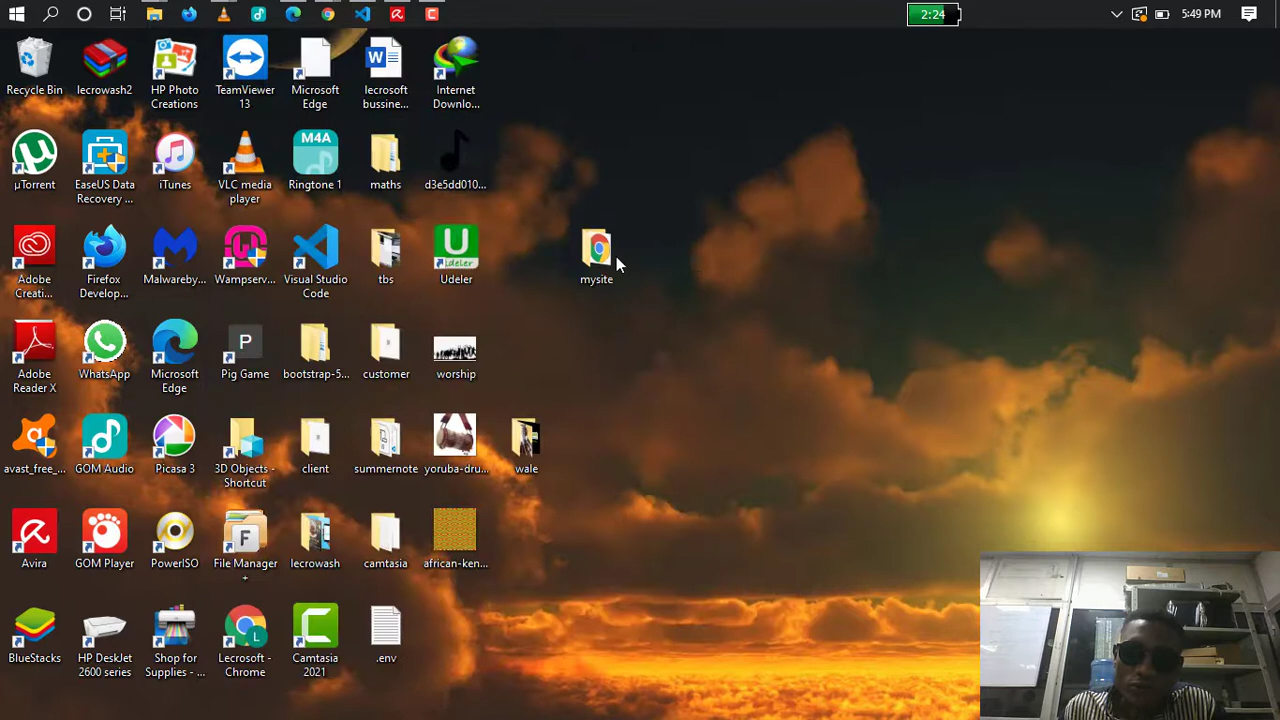 2:24
5:49 PM
Recycle Bin
lecrowash2
HP Photo
Creations
TeamViewer
13
Microsoft
Edge
lecrosoft
bussine...
Internet
Downlo...
µTorrent
EaseUS Data
Recovery ...
iTunes
VLC media
player
M4A
Ringtone 1
maths
d3e5dd010...
Adobe
Creati...
Firefox
Develop...
Malwareby...
Wampserv...
Visual Studio
Code
tbs
U
Udeler
Udeler
mysite
Adobe
Reader X
WhatsApp
Microsoft
Edge
P
Pig Game
bootstrap-5...
customer
worship
avast_free_...
GOM Audio
Picasa 3
3D Objects -
Shortcut
client
summernote
yoruba-dru...
wale
Avira
GOM Player
PowerISO
F
File Manager
+
lecrowash
camtasia
african-ken...
BlueStacks
HP DeskJet
2600 series
Shop for
Supplies - ...
L
Lecrosoft -
Chrome
C
Camtasia
2021
.env